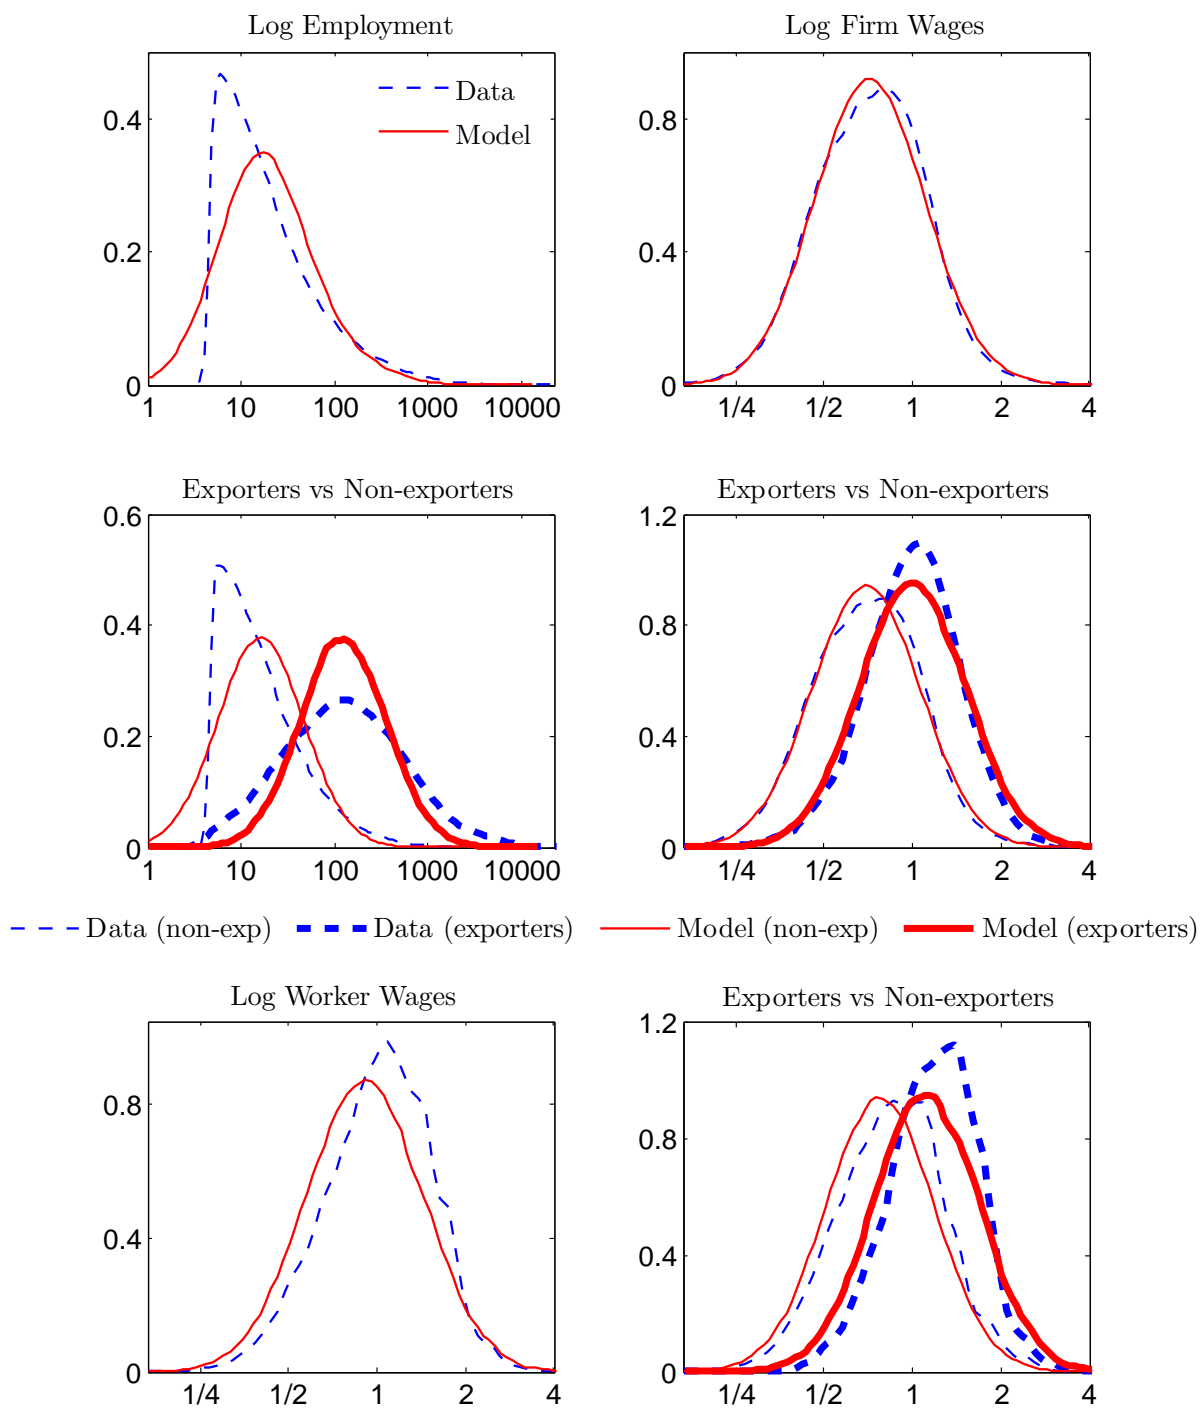 Log Employment
Log Firm Wages
Data
Model
0.4
0.2
0
1 10 100 1000 10000
0.8
0.4
0
1/4 1/2 1 2 4
Exporters vs Non-exporters
Exporters vs Non-exporters
0.6
0.4
0.2
0
1 10 100 1000 10000
1.2
0.8
0.4
0
1/4 1/2 1 2 4
Data (non-exp) Data (exporters) Model (non-exp) Model (exporters)
Log Worker Wages
Exporters vs Non-exporters
0.8
0.4
0
1/4 1/2 1 2 4
1.2
0.8
0.4
0
1/4 1/2 1 2 4